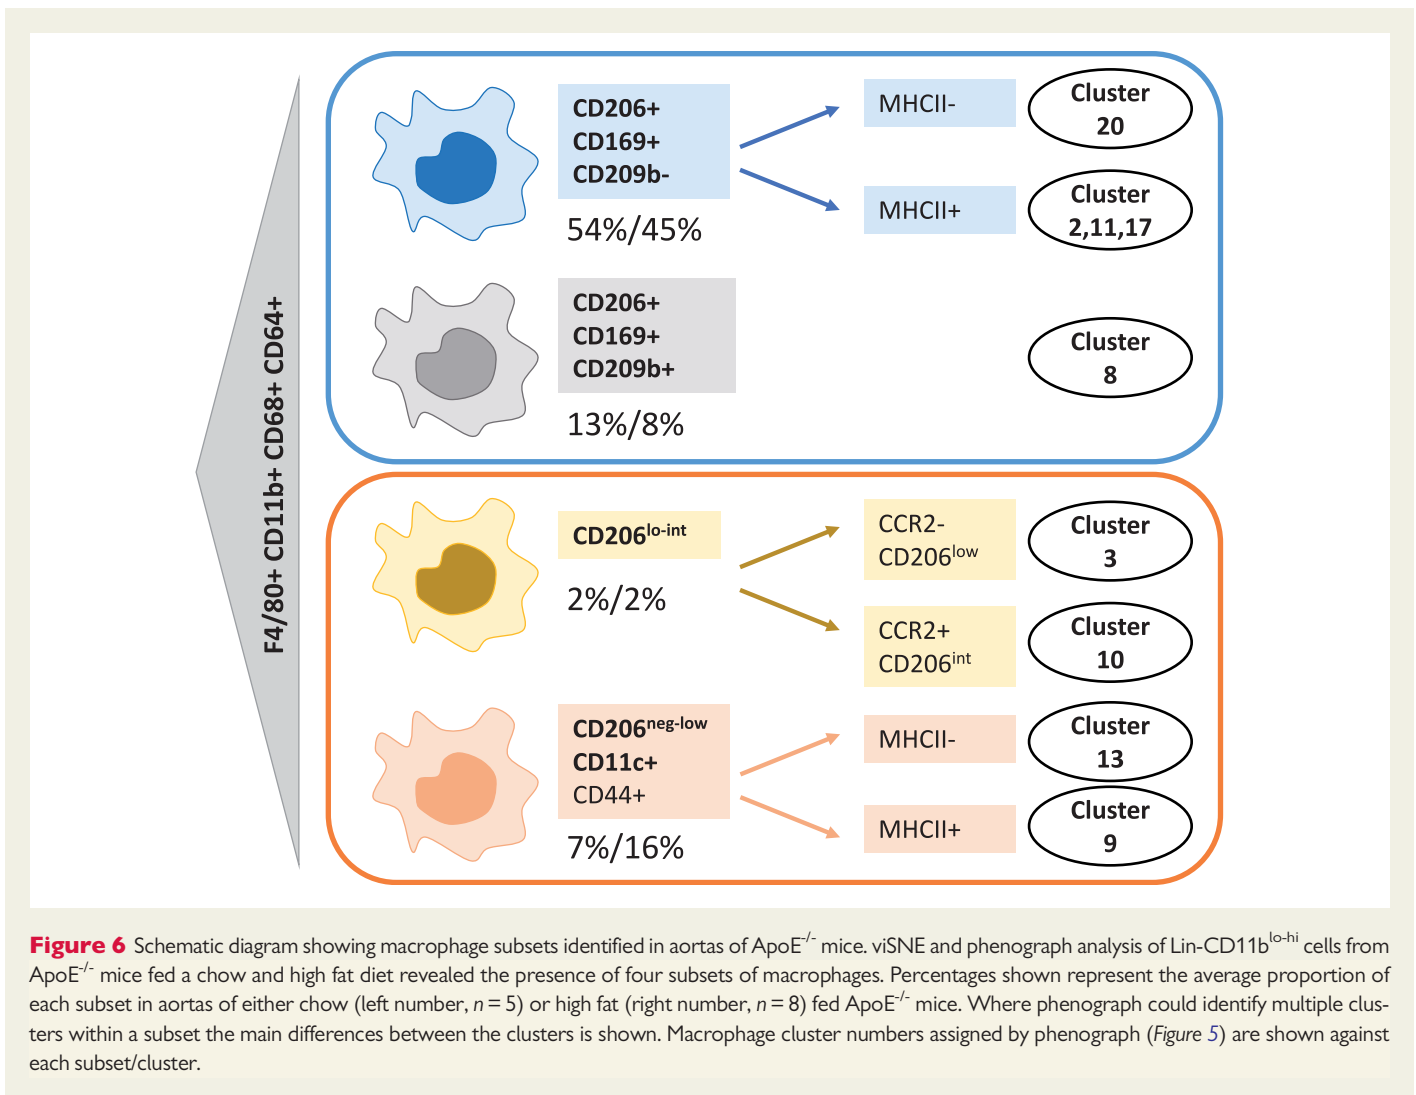 F4/80+ CD11b+ CD68+ CD64+
CD206+
CD169+
CD209b-
54%/45%
MHCII-
Cluster
20
MHCII+
Cluster
2,11,17
CD206+
CD169+
CD209b+
13%/8%
Cluster
8
CD206lo-int
2%/2%
CCR2-
CD206low
Cluster
3
CCR2+
CD206int
Cluster
10
CD206neg-low
CD11c+
CD44+
7%/16%
MHCII-
Cluster
13
MHCII+
Cluster
9
Figure 6 Schematic diagram showing macrophage subsets identified in aortas of ApoE-/- mice. viSNE and phenograph analysis of Lin-CD11blo-hi cells from
ApoE-/- mice fed a chow and high fat diet revealed the presence of four subsets of macrophages. Percentages shown represent the average proportion of
each subset in aortas of either chow (left number, n = 5) or high fat (right number, n = 8) fed ApoE-/- mice. Where phenograph could identify multiple clus-
ters within a subset the main differences between the clusters is shown. Macrophage cluster numbers assigned by phenograph (Figure 5) are shown against
each subset/cluster.